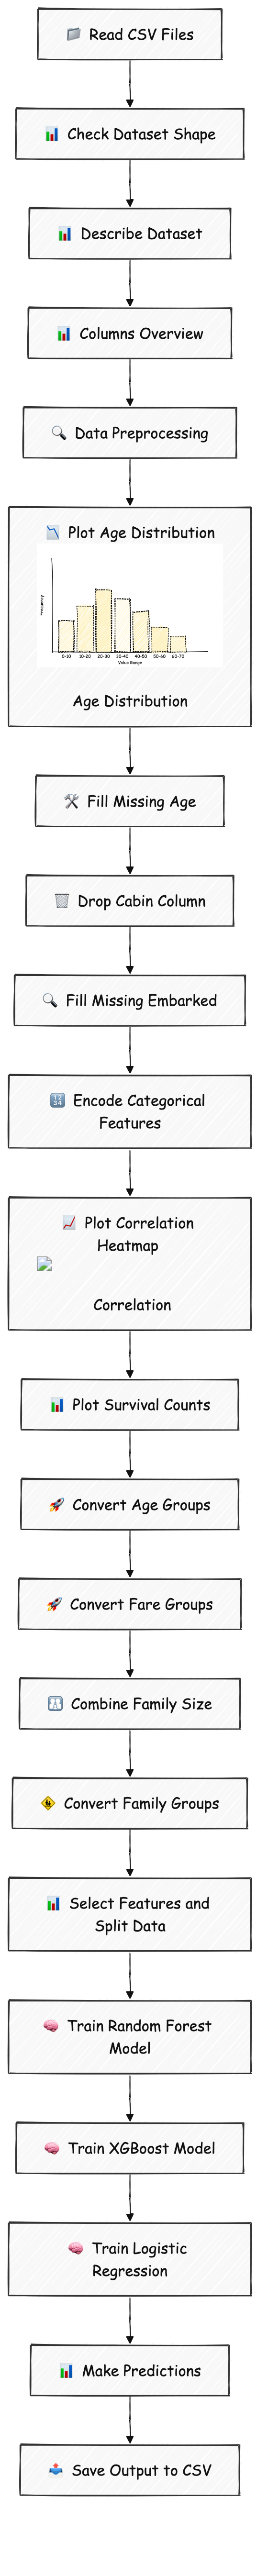 Read CSV Files
Check Dataset Shape
Describe Dataset
Columns Overview
Data Preprocessing
Plot Age Distribution
Frequency
0-10 10-20 20-30 30-40 40-50 50-60 60-70
Value Range
Age Distribution
Fill Missing Age
Drop Cabin Column
Fill Missing Embarked
Encode Categorical
Features
Plot Correlation
Heatmap
Correlation
Plot Survival Counts
Convert Age Groups
Convert Fare Groups
Combine Family Size
Convert Family Groups
Select Features and
Split Data
Train Random Forest
Model
Train XGBoost Model
Train Logistic
Regression
Make Predictions
Save Output to CSV